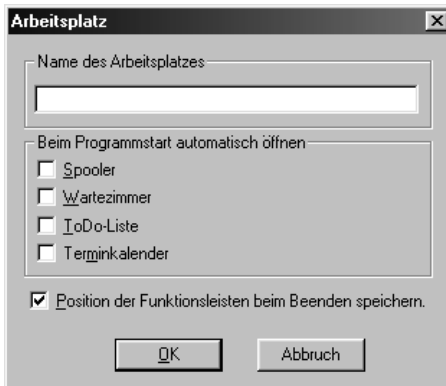 Arbeitsplatz
Name des Arbeitsplatzes
Beim Programmstart automatisch öffnen
Spooler
Wartezimmer
ToDo-Liste
Terminkalender
Position der Funktionsleisten beim Beenden speichern.
OK Abbruch